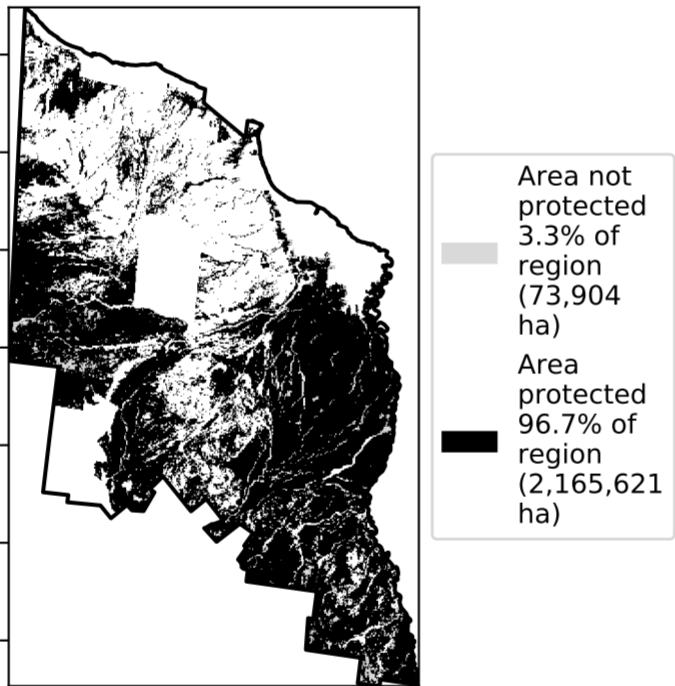 Area not
protected
3.3% of
region
(73,904
ha)
Area
protected
96.7% of
region
(2,165,621
ha)